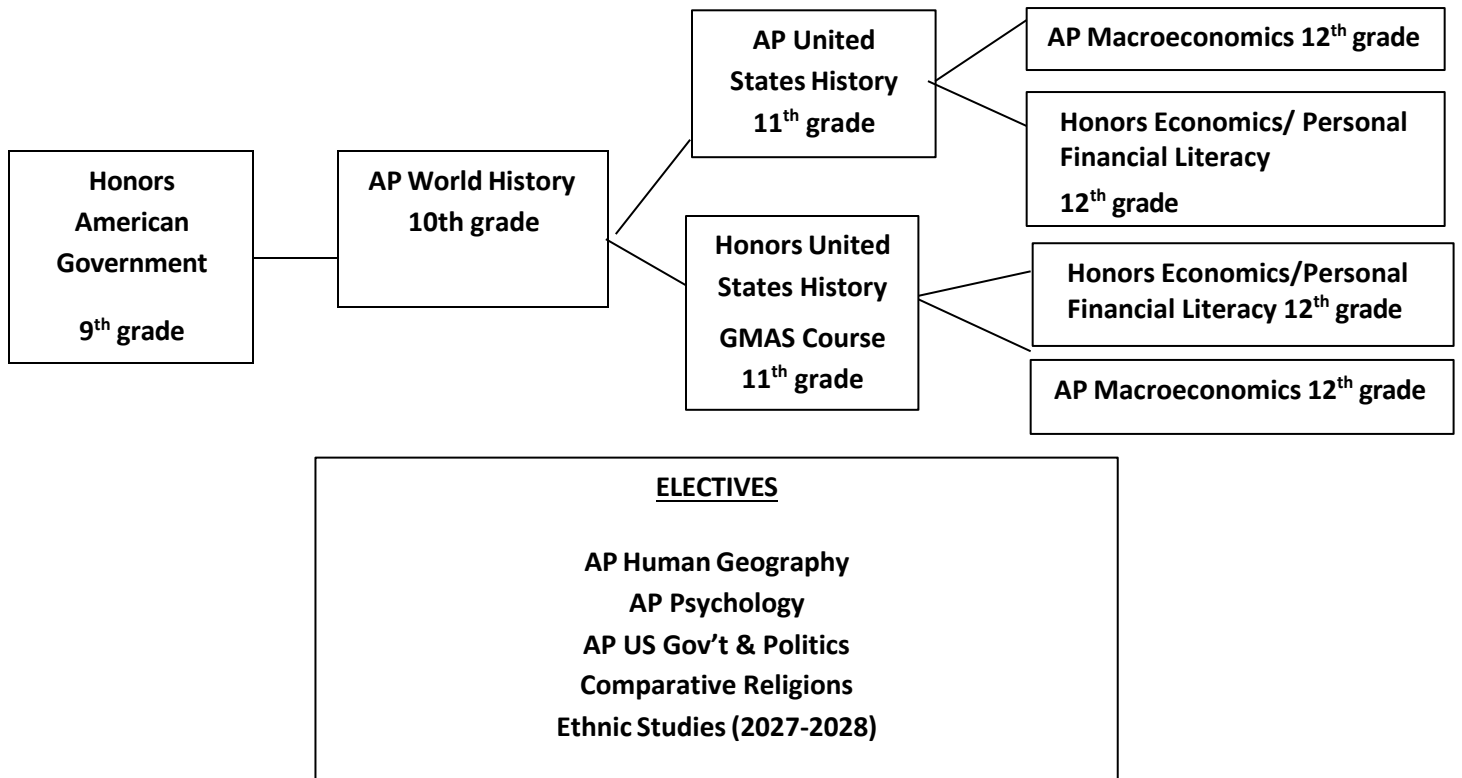 Honors
American
Government
9th grade
AP World History
10th grade
AP United
States History
11th grade
Honors United
States History
GMAS Course
11th grade
AP Macroeconomics 12th grade
Honors Economics/ Personal
Financial Literacy
12th grade
Honors Economics/Personal
Financial Literacy 12th grade
AP Macroeconomics 12th grade
ELECTIVES
AP Human Geography
AP Psychology
AP US Gov’t & Politics
Comparative Religions
Ethnic Studies (2027-2028)